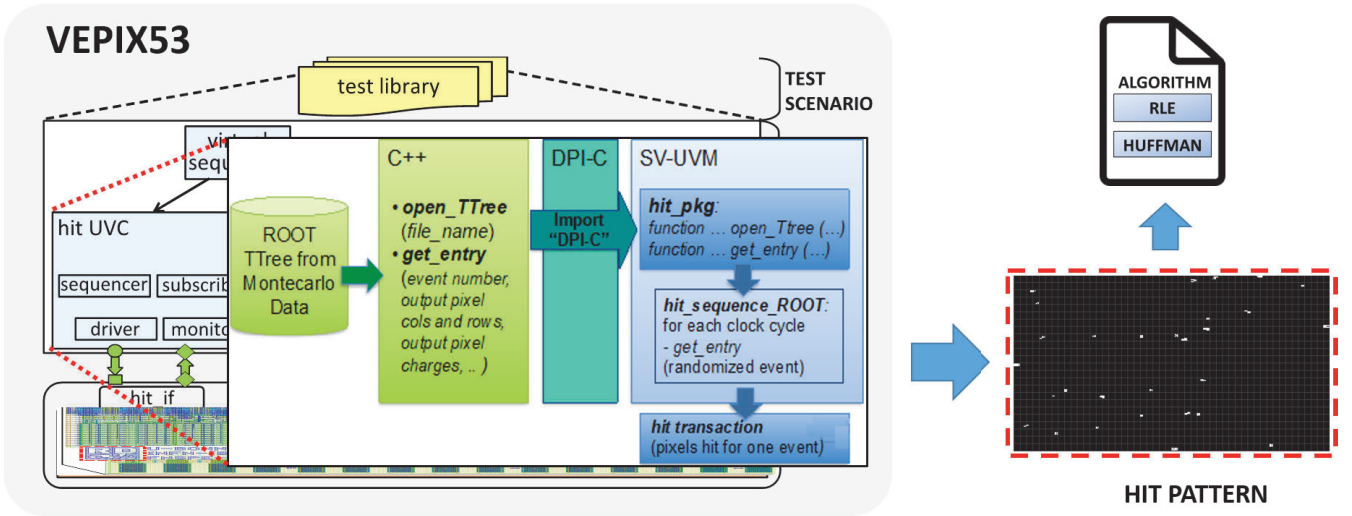 VEPIX53
test library
TEST
SCENARIO
hit UVC
sequencer
driver
hit_if
ROOT
TTree from
Montecarlo
Data
C++
• open_TTree
(file_name)
• get_entry
(event number,
output pixel
cols and rows,
output pixel
charges, .. )
DPI-C
Import
“DPI-C”
SV-UVM
hit_pkg:
function … open_Ttree (…)
function … get_entry (…)
hit_sequence_ROOT:
for each clock cycle
- get_entry
(randomized event)
hit transaction
(pixels hit for one event)
ALGORITHM
RLE
HUFFMAN
HIT PATTERN